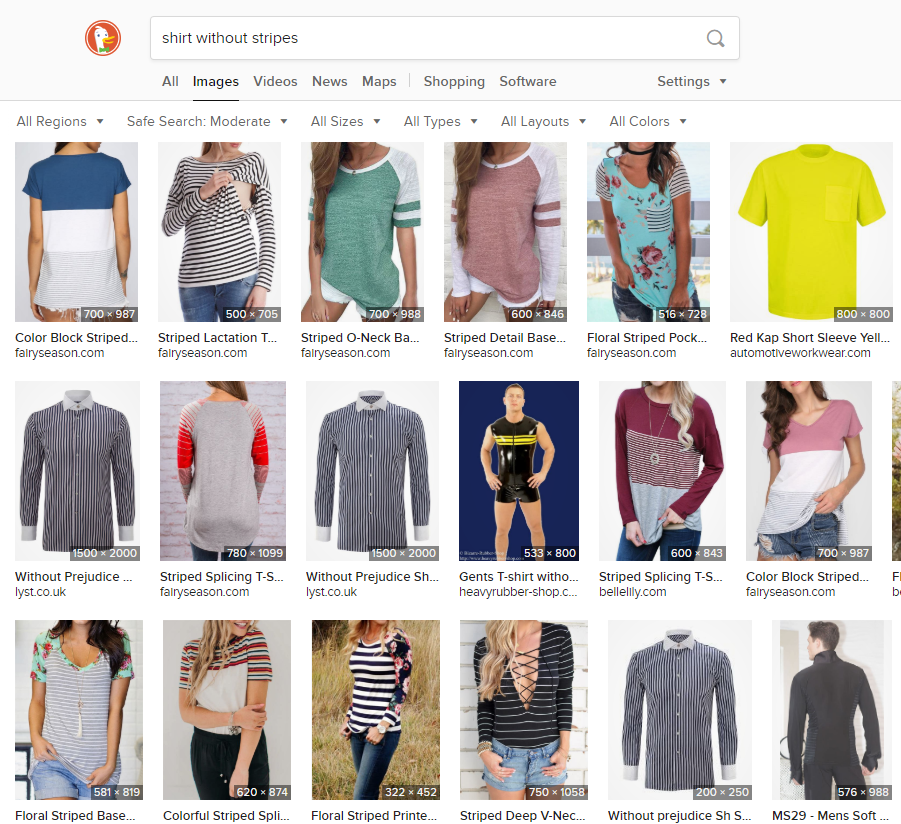 shirt without stripes
All Images Videos News Maps Shopping Software Settings
All Regions Safe Search: Moderate All Sizes All Types All Layouts All Colors
700 × 987 500 × 705 700 × 988 600 × 846 516 × 728 800 × 800
Color Block Striped... Striped Lactation T... Striped O-Neck Ba... Striped Detail Base... Floral Striped Pock... Red Kap Short Sleeve Yell...
fairyseason.com fairyseason.com fairyseason.com fairyseason.com fairyseason.com automotiveworkwear.com
1500 × 2000 780 × 1099 1500 × 2000 533 × 800 600 × 843 700 × 987
Without Prejudice ... Striped Splicing T-S... Without Prejudice Sh... Gents T-shirt witho... Striped Splicing T-S... Color Block Striped...
lyst.co.uk fairyseason.com lyst.co.uk heavyrubber-shop.c... bellelily.com fairyseason.com
581 × 819 620 × 874 322 × 452 750 × 1058 200 × 250 576 × 988
Floral Striped Base... Colorful Striped Spli... Floral Striped Printe... Striped Deep V-Nec... Without prejudice Sh S... MS29 - Mens Soft ...